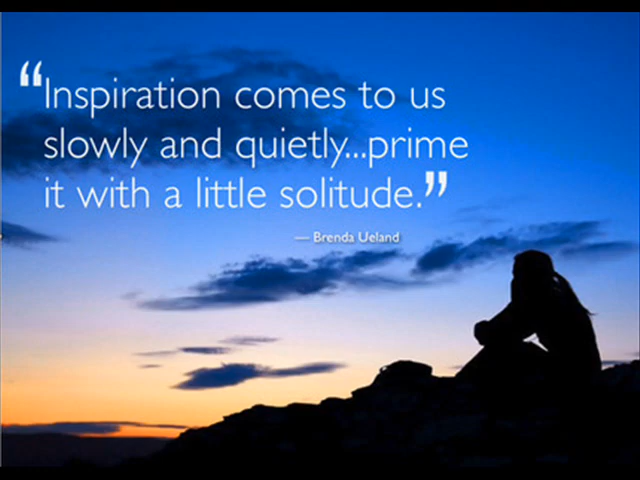 “Inspiration comes to us
slowly and quietly...prime
it with a little solitude.”
— Brenda Ueland